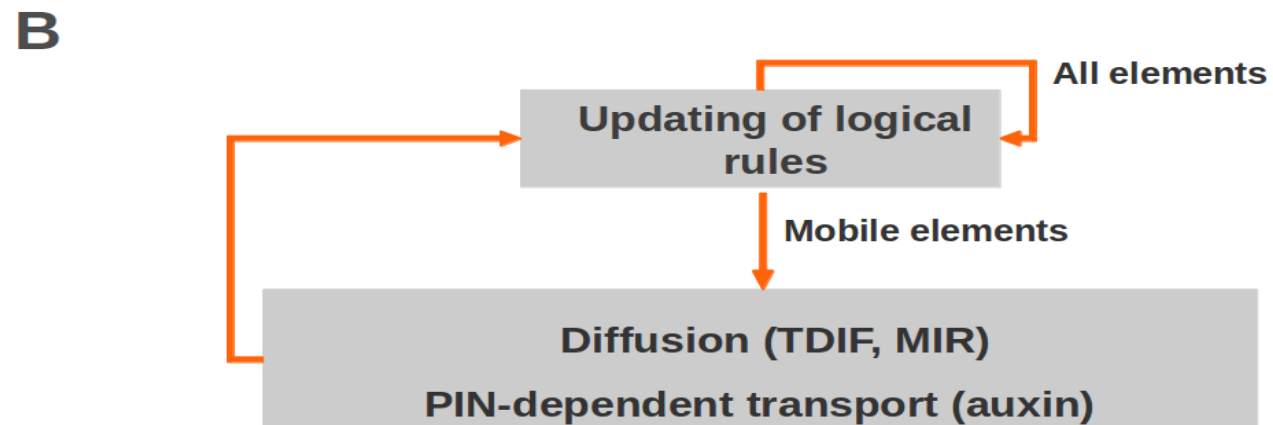 B
All elements
Updating of logical
rules
Mobile elements
Diffusion (TDIF, MIR)
PIN-dependent transport (auxin)